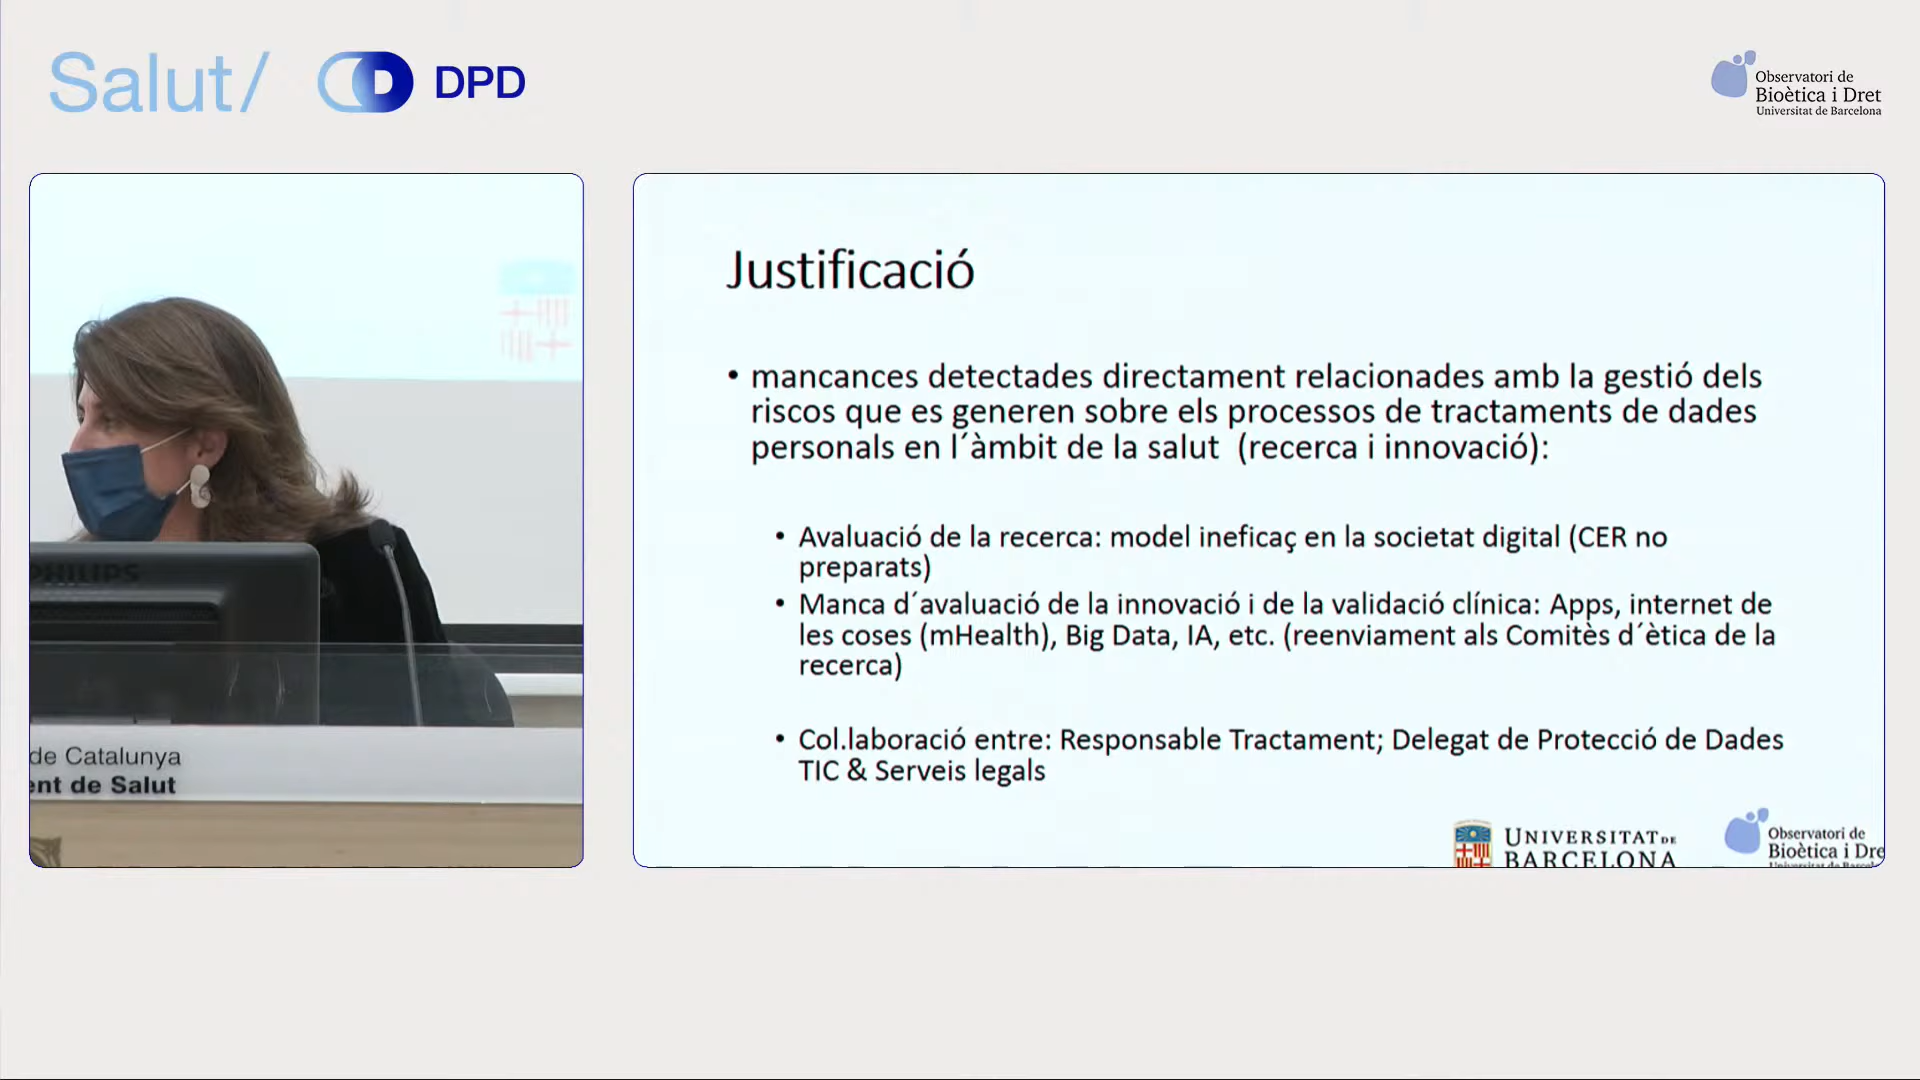 Salut/
DPD
Observatori de
Bioètica i Dret
Universitat de Barcelona
PHILIPS
de Catalunya
ent de Salut
Justificació
• mancances detectades directament relacionades amb la gestió dels
riscos que es generen sobre els processos de tractaments de dades
personals en l´àmbit de la salut (recerca i innovació):
• Avaluació de la recerca: model ineficaç en la societat digital (CER no
preparats)
• Manca d´avaluació de la innovació i de la validació clínica: Apps, internet de
les coses (mHealth), Big Data, IA, etc. (reenviament als Comitès d´ètica de la
recerca)
• Col.laboració entre: Responsable Tractament; Delegat de Protecció de Dades
TIC & Serveis legals
UNIVERSITAT DE
BARCELONA
Observatori de
Bioètica i Dre